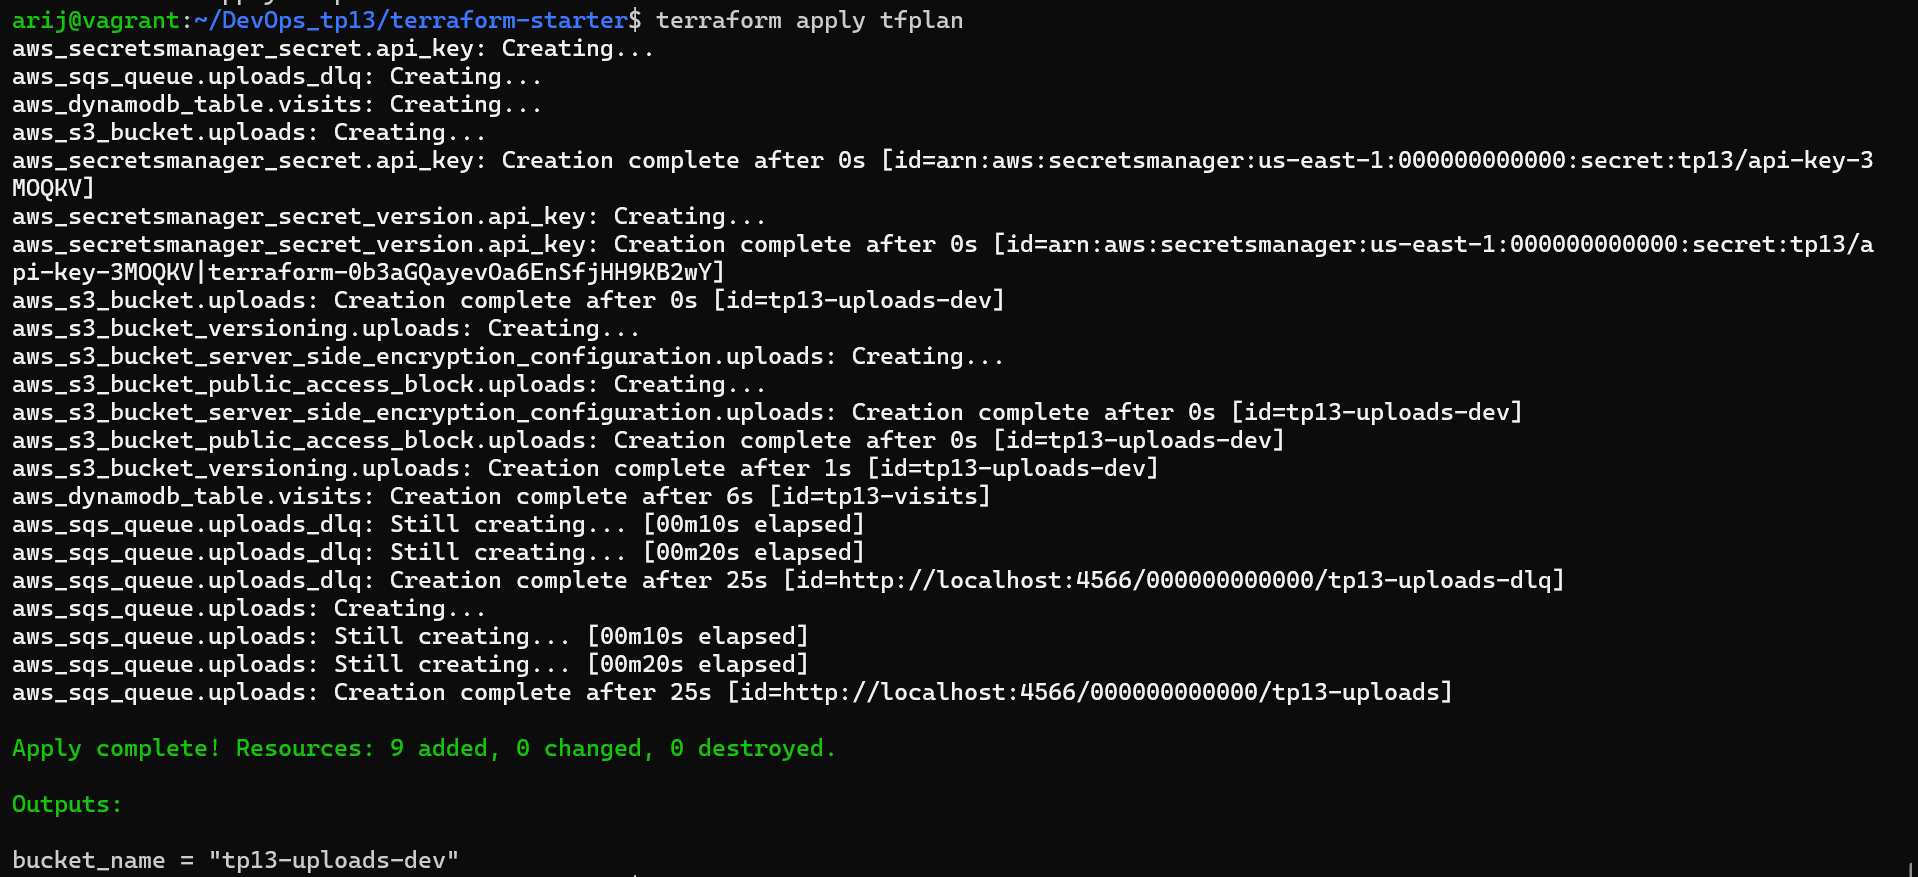 arij@vagrant:~/DevOps_tp13/terraform-starter$ terraform apply tfplan
aws_secretsmanager_secret.api_key: Creating...
aws_sqs_queue.uploads_dlq: Creating...
aws_dynamodb_table.visits: Creating...
aws_s3_bucket.uploads: Creating...
aws_secretsmanager_secret.api_key: Creation complete after 0s [id=arn:aws:secretsmanager:us-east-1:000000000000:secret:tp13/api-key-3
MOQKV]
aws_secretsmanager_secret_version.api_key: Creating...
aws_secretsmanager_secret_version.api_key: Creation complete after 0s [id=arn:aws:secretsmanager:us-east-1:000000000000:secret:tp13/a
pi-key-3MOQKV|terraform-0b3aGQayevOa6EnSfjHH9KB2wY]
aws_s3_bucket.uploads: Creation complete after 0s [id=tp13-uploads-dev]
aws_s3_bucket_versioning.uploads: Creating...
aws_s3_bucket_server_side_encryption_configuration.uploads: Creating...
aws_s3_bucket_public_access_block.uploads: Creating...
aws_s3_bucket_server_side_encryption_configuration.uploads: Creation complete after 0s [id=tp13-uploads-dev]
aws_s3_bucket_public_access_block.uploads: Creation complete after 0s [id=tp13-uploads-dev]
aws_s3_bucket_versioning.uploads: Creation complete after 1s [id=tp13-uploads-dev]
aws_dynamodb_table.visits: Creation complete after 6s [id=tp13-visits]
aws_sqs_queue.uploads_dlq: Still creating... [00m10s elapsed]
aws_sqs_queue.uploads_dlq: Still creating... [00m20s elapsed]
aws_sqs_queue.uploads_dlq: Creation complete after 25s [id=http://localhost:4566/000000000000/tp13-uploads-dlq]
aws_sqs_queue.uploads: Creating...
aws_sqs_queue.uploads: Still creating... [00m10s elapsed]
aws_sqs_queue.uploads: Still creating... [00m20s elapsed]
aws_sqs_queue.uploads: Creation complete after 25s [id=http://localhost:4566/000000000000/tp13-uploads]
Apply complete! Resources: 9 added, 0 changed, 0 destroyed.
Outputs:
bucket_name = "tp13-uploads-dev"